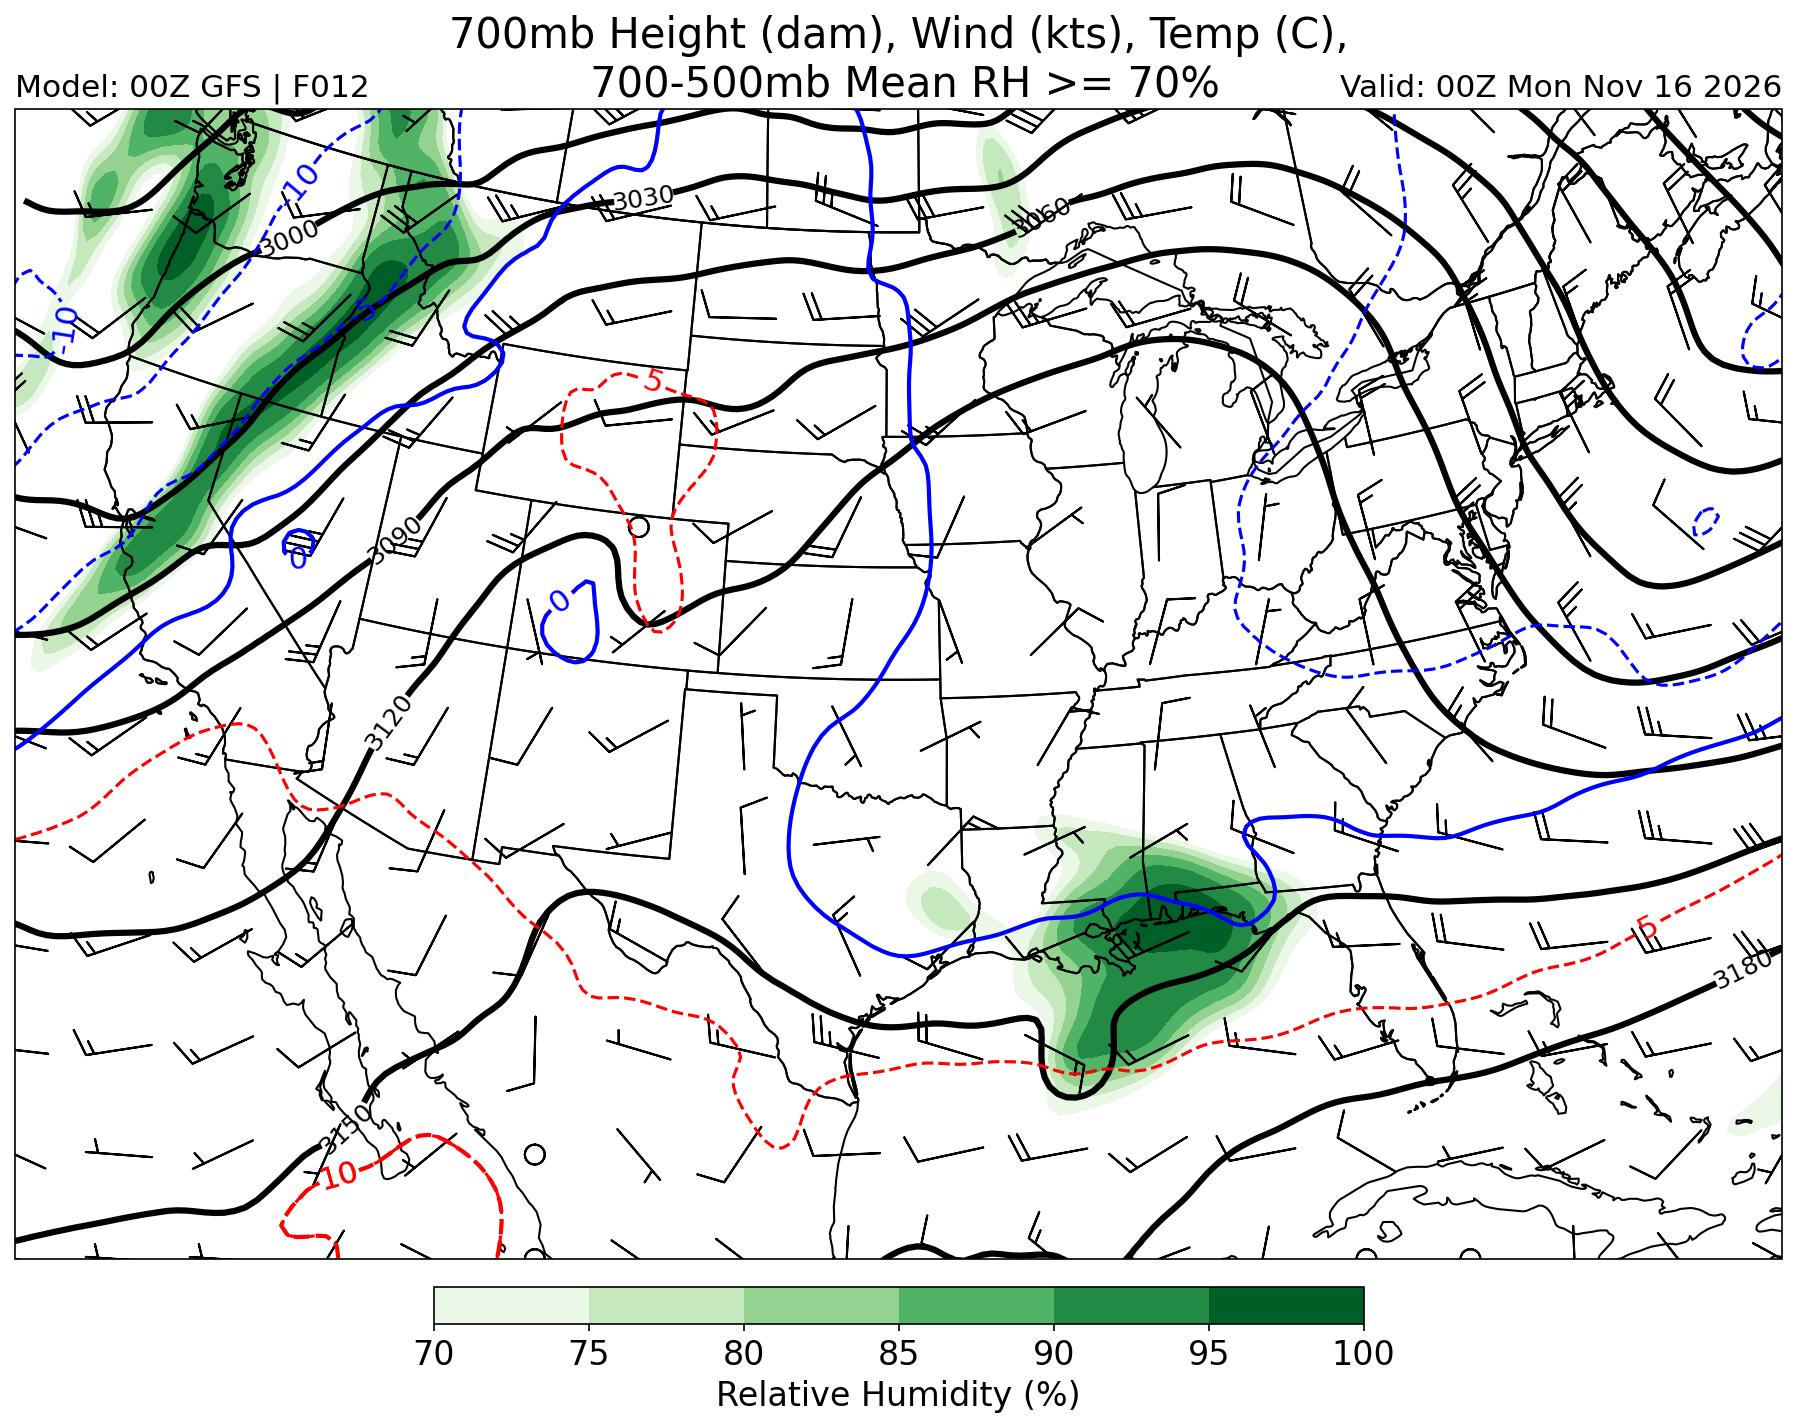 700mb Height (dam), Wind (kts), Temp (C),
700-500mb Mean RH >= 70%
Model: 00Z GFS | F012
Valid: 00Z Mon Nov 16 2026
-10
3030
3000
3060
-10
-5
5
0
3090
0
3120
5
3180
3150
10
70 75 80 85 90 95 100
Relative Humidity (%)